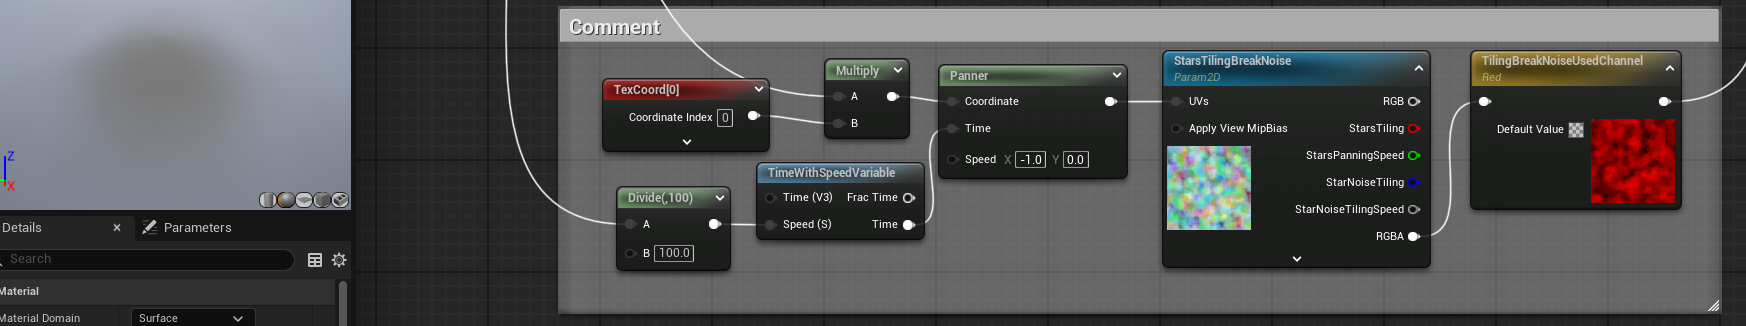 Comment
TexCoord[0]
Coordinate Index 0
Multiply
A
B
Panner
Coordinate
Time
Speed X -1.0 Y 0.0
StarsTilingBreakNoise
Param2D
UVs RGB
Apply View MipBias StarsTiling
StarsPanningSpeed
StarNoiseTiling
StarNoiseTilingSpeed
RGBA
TilingBreakNoiseUsedChannel
Red
Default Value
Divide(,100)
A
B 100.0
TimeWithSpeedVariable
Time (V3) Frac Time
Speed (S) Time
Z
X
Details
Parameters
Search
Material
Material Domain Surface